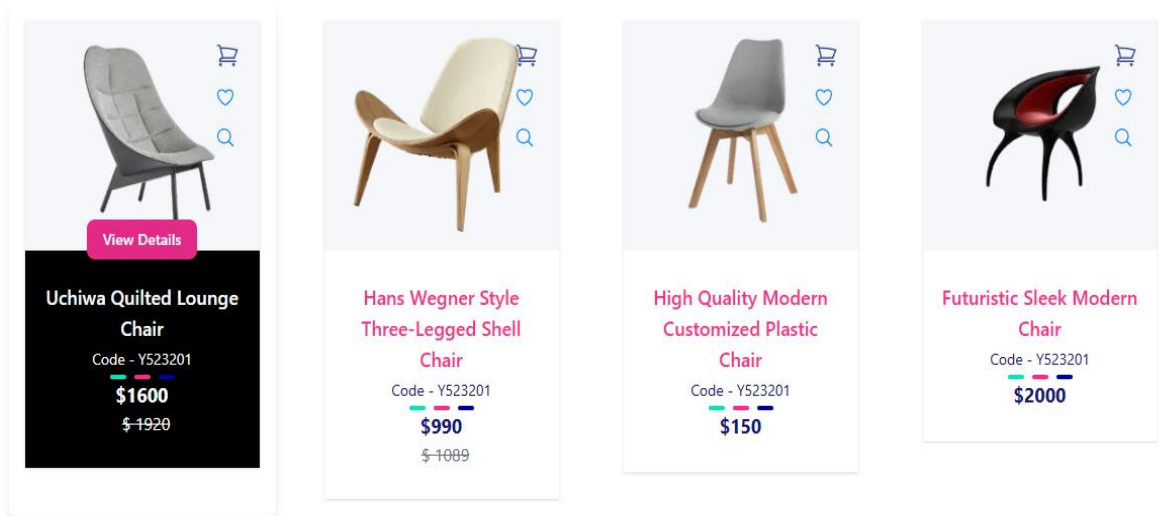 View Details
Uchiwa Quilted Lounge
Chair
Code - Y523201
$1600
$ 1920
Hans Wegner Style
Three-Legged Shell
Chair
Code - Y523201
$990
$ 1089
High Quality Modern
Customized Plastic
Chair
Code - Y523201
$150
Futuristic Sleek Modern
Chair
Code - Y523201
$2000